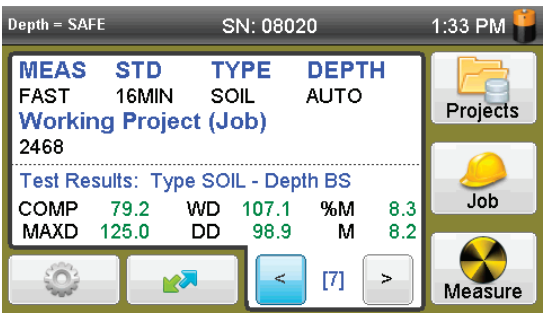 Depth = SAFE SN: 08020 1:33 PM
MEAS STD TYPE DEPTH
FAST 16MIN SOIL AUTO
Working Project (Job)
2468
Test Results: Type SOIL - Depth BS
COMP 79.2 WD 107.1 %M 8.3
MAXD 125.0 DD 98.9 M 8.2
< [7] >
Projects
Job
Measure